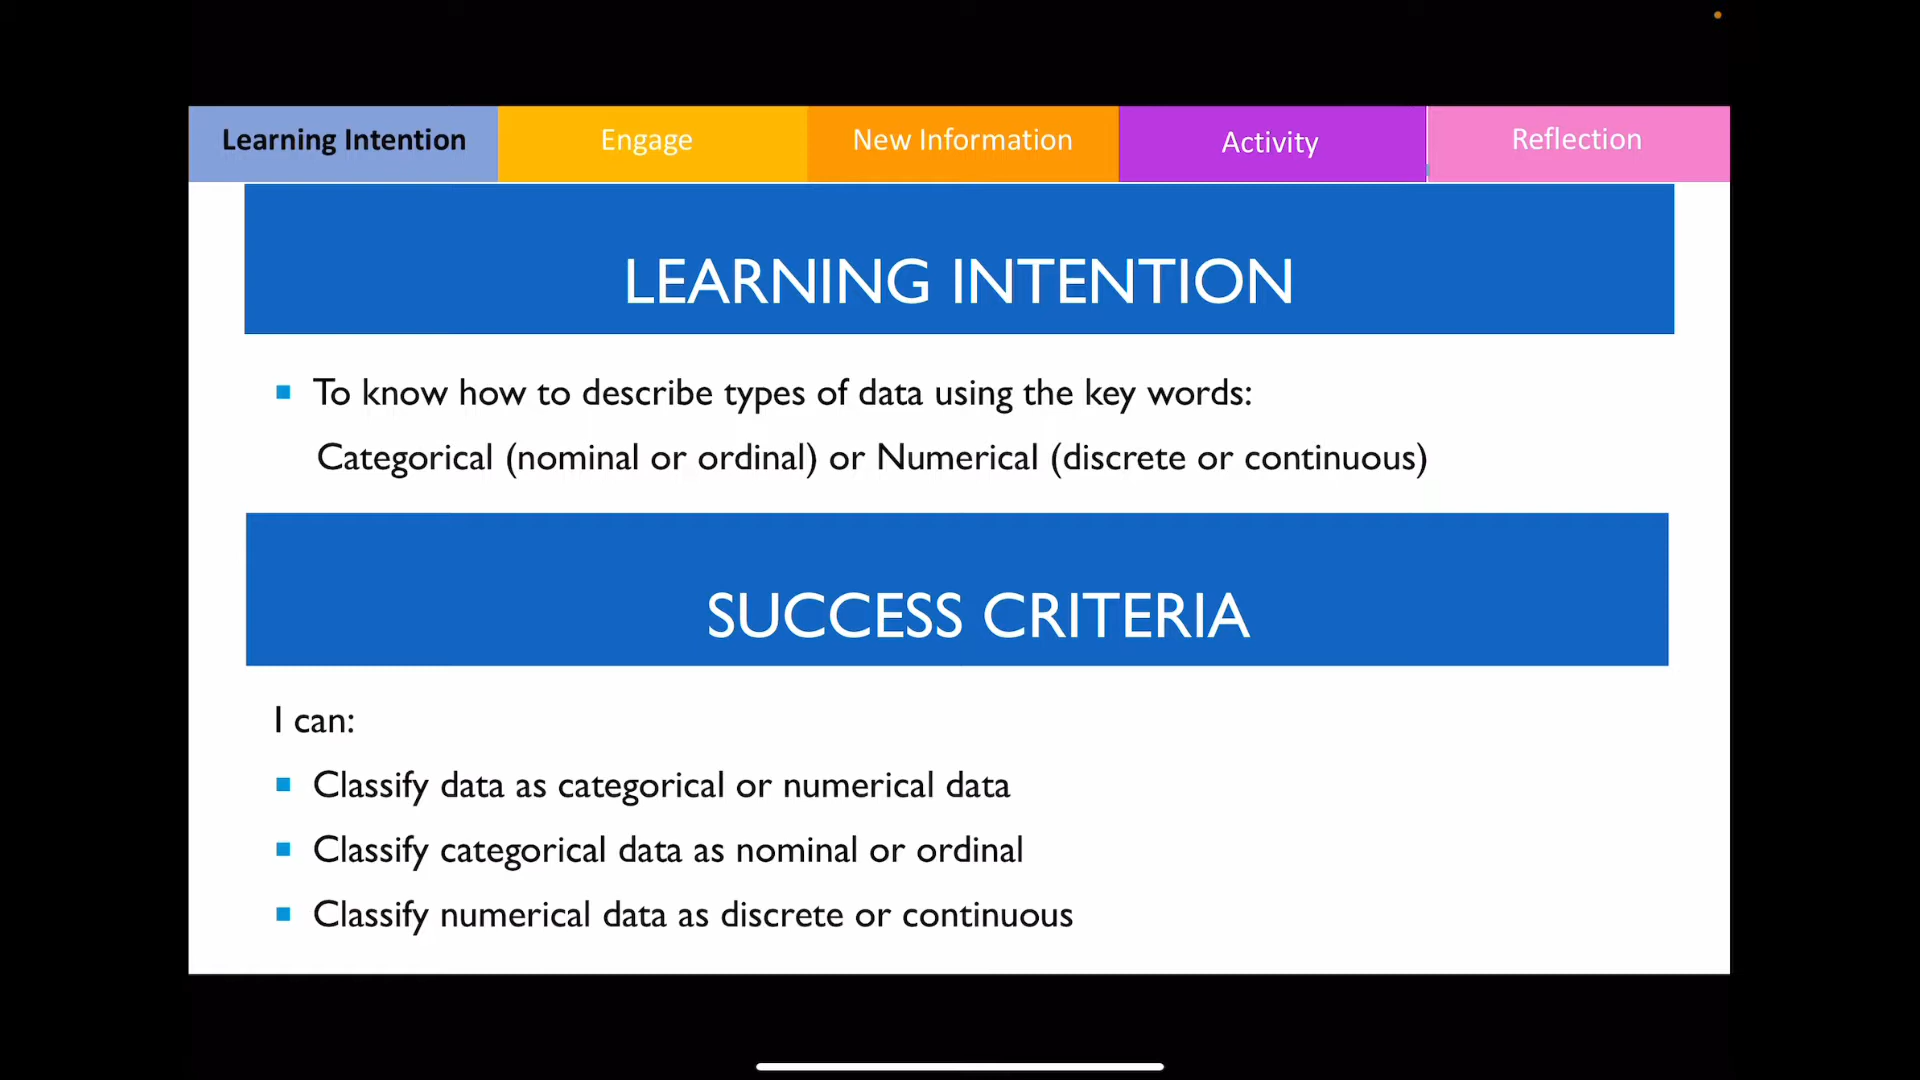 Learning Intention
Engage
New Information
Activity
Reflection
LEARNING INTENTION
To know how to describe types of data using the key words:
Categorical (nominal or ordinal) or Numerical (discrete or continuous)
SUCCESS CRITERIA
I can:
Classify data as categorical or numerical data
Classify categorical data as nominal or ordinal
Classify numerical data as discrete or continuous